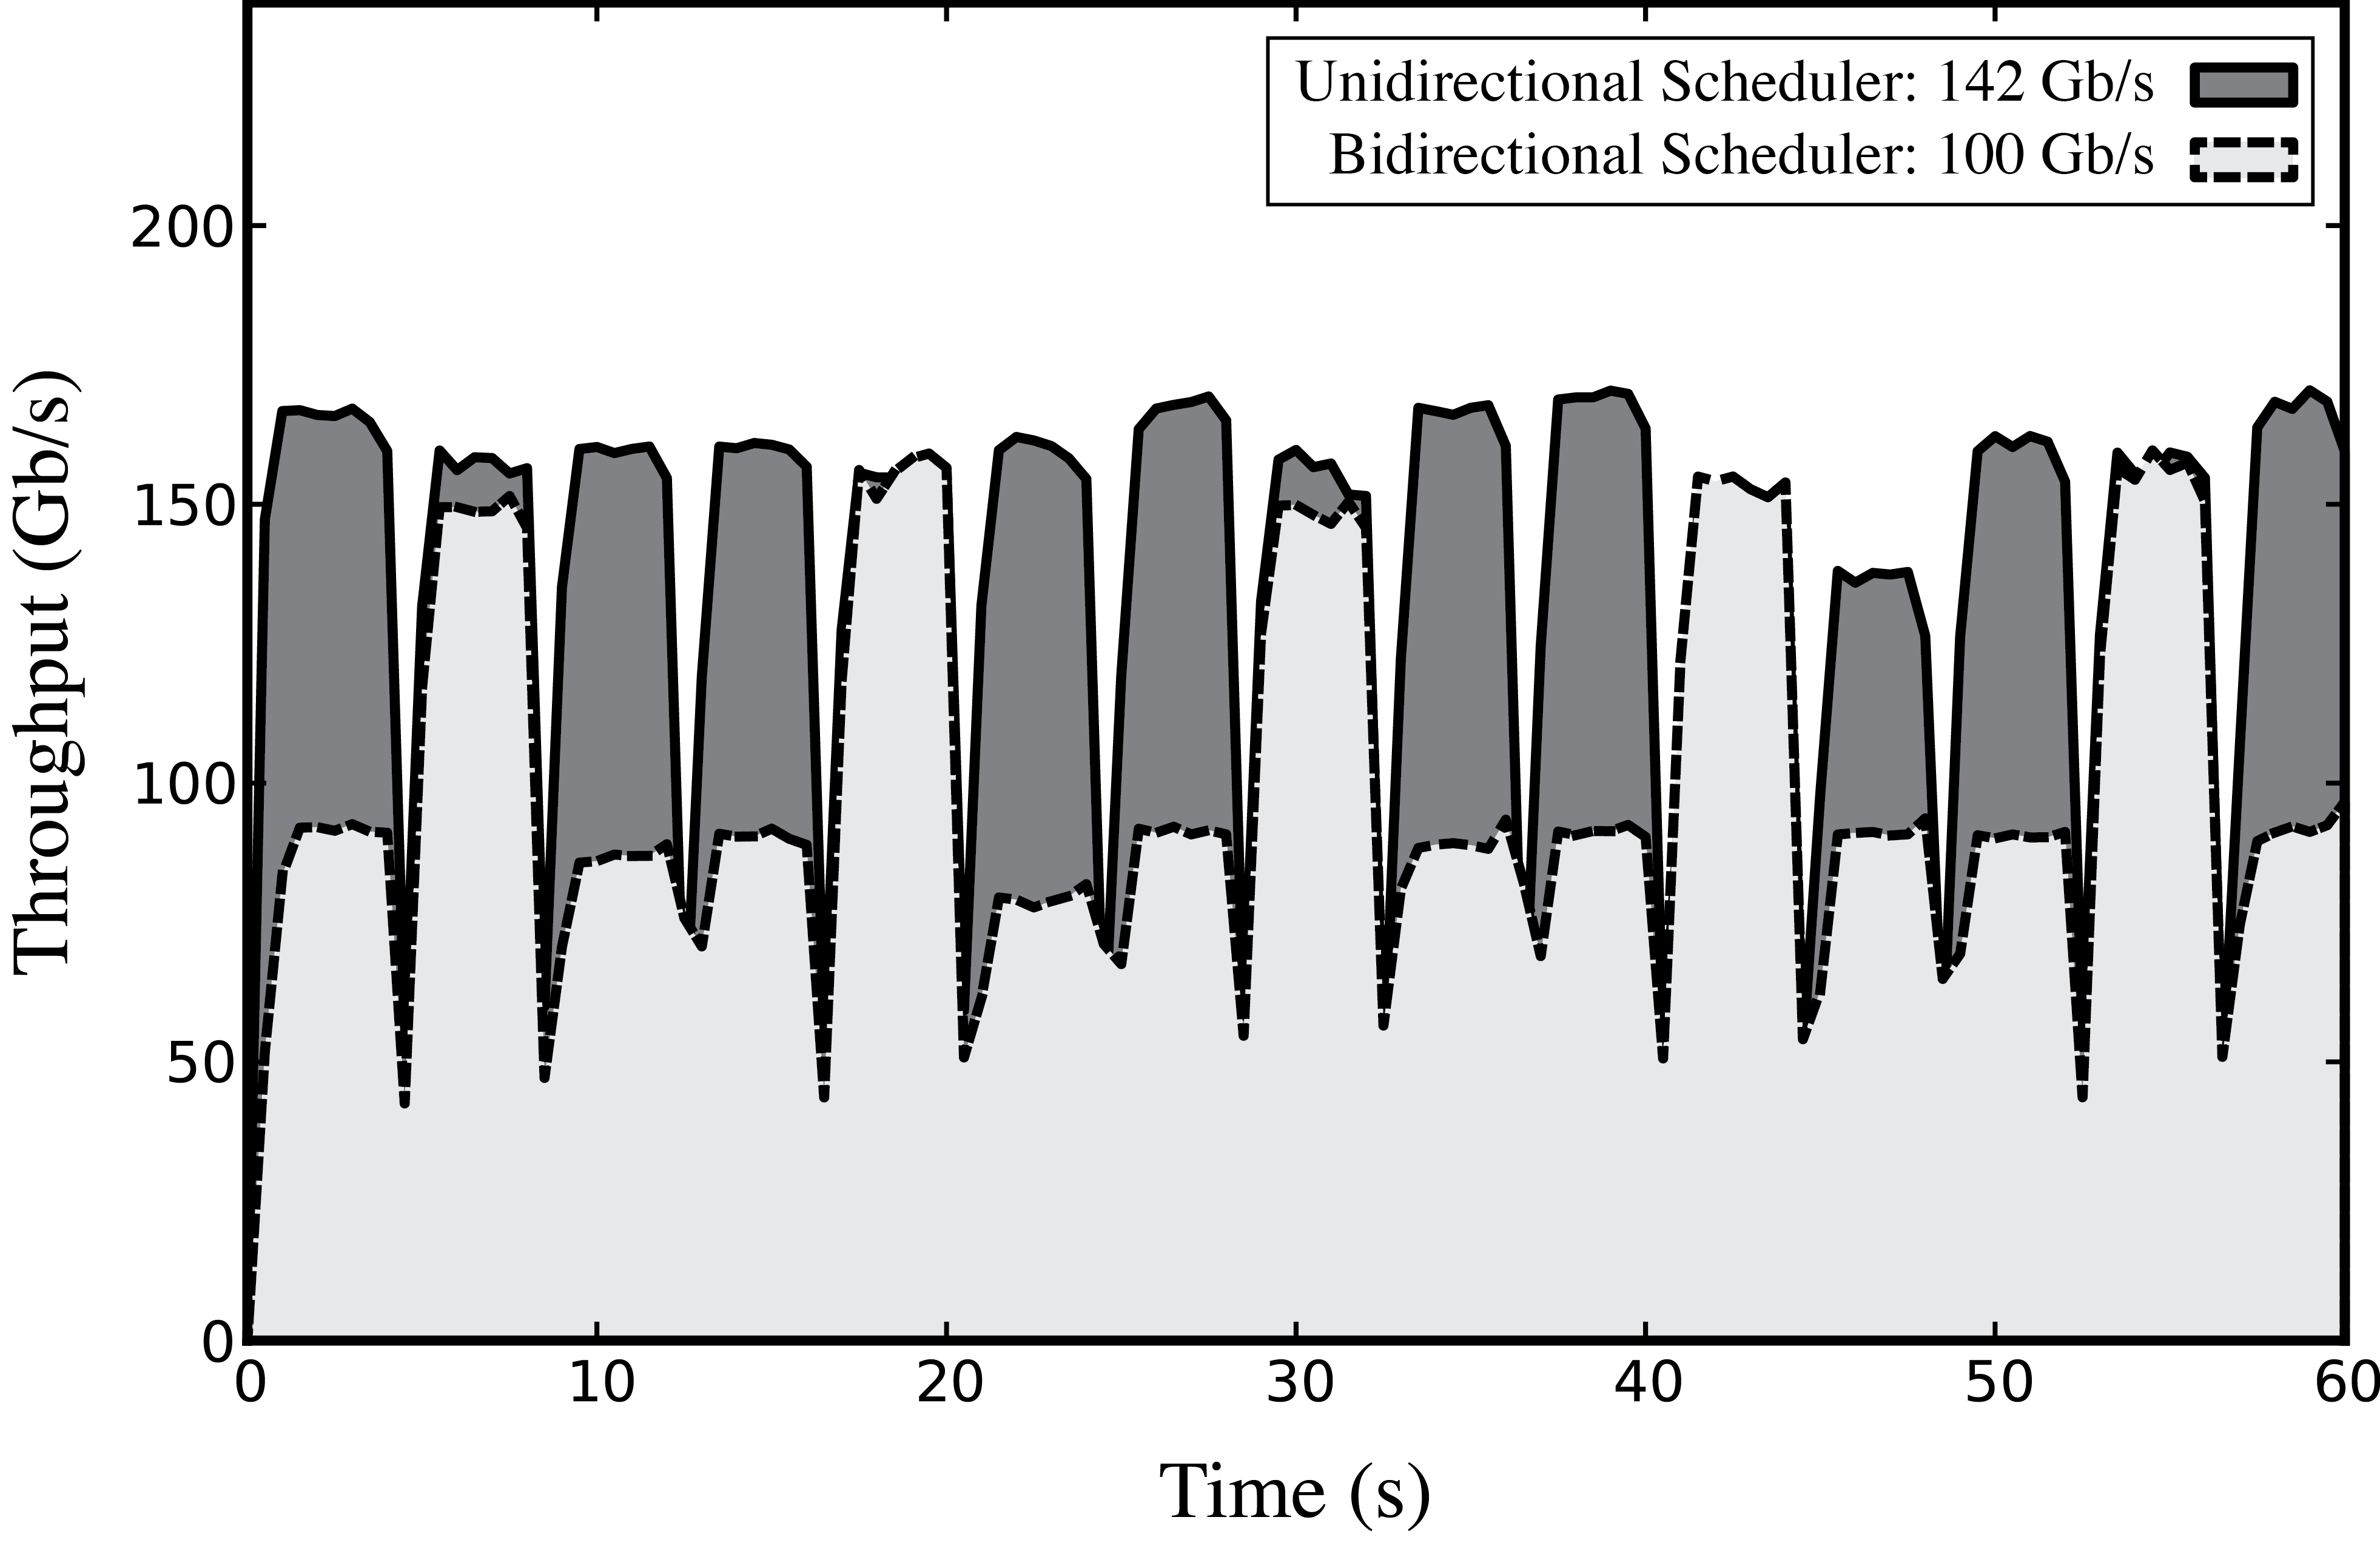 Unidirectional Scheduler: 142 Gb/s
Bidirectional Scheduler: 100 Gb/s
Throughput (Gb/s)
200
150
100
50
0
0 10 20 30 40 50 60
Time (s)